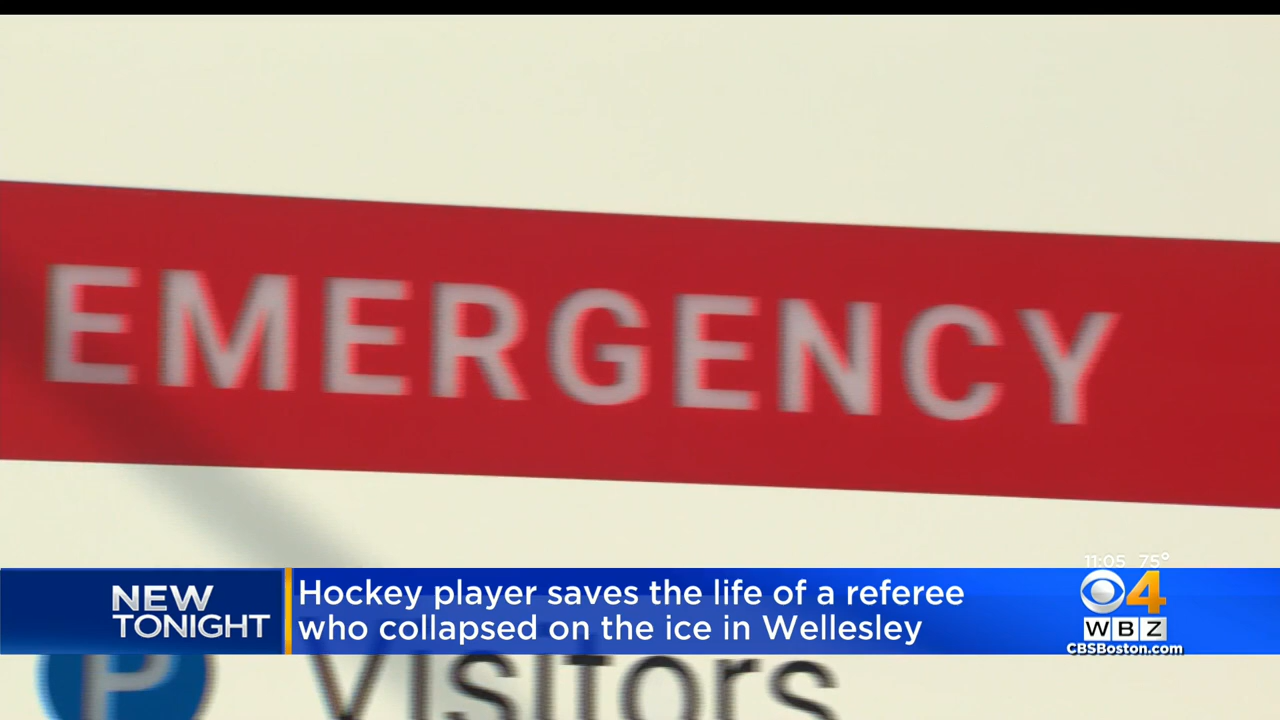 EMERGENCY
11:05 75°
NEW
TONIGHT
Hockey player saves the life of a referee
who collapsed on the ice in Wellesley
4
WBZ
CBSBoston.com
P
Visitors